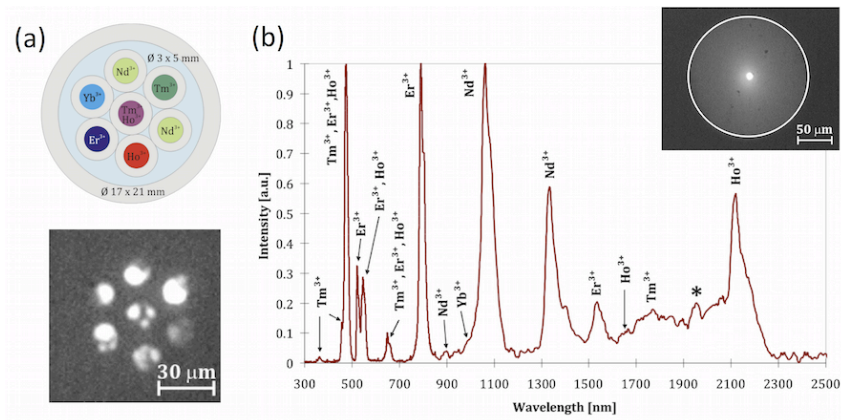 (a)
Nd³⁺
Ø 3 x 5 mm
Yb³⁺
Tm³⁺
Tm
Ho³⁺
Er³⁺
Nd³⁺
Ho³⁺
Ø 17 x 21 mm
30 μm
(b)
50 μm
Intensity [a.u.]
1
0.9
0.8
0.7
0.6
0.5
0.4
0.3
0.2
0.1
0
Tm³⁺
Tm³⁺, Er³⁺,Ho³⁺
Er³⁺
Er³⁺, Ho³⁺
Tm³⁺, Er³⁺, Ho³⁺
Er³⁺
Nd³⁺
Yb³⁺
Nd³⁺
Nd³⁺
Er³⁺
Ho³⁺
Tm³⁺
*
Ho³⁺
300 500 700 900 1100 1300 1500 1700 1900 2100 2300 2500
Wavelength [nm]